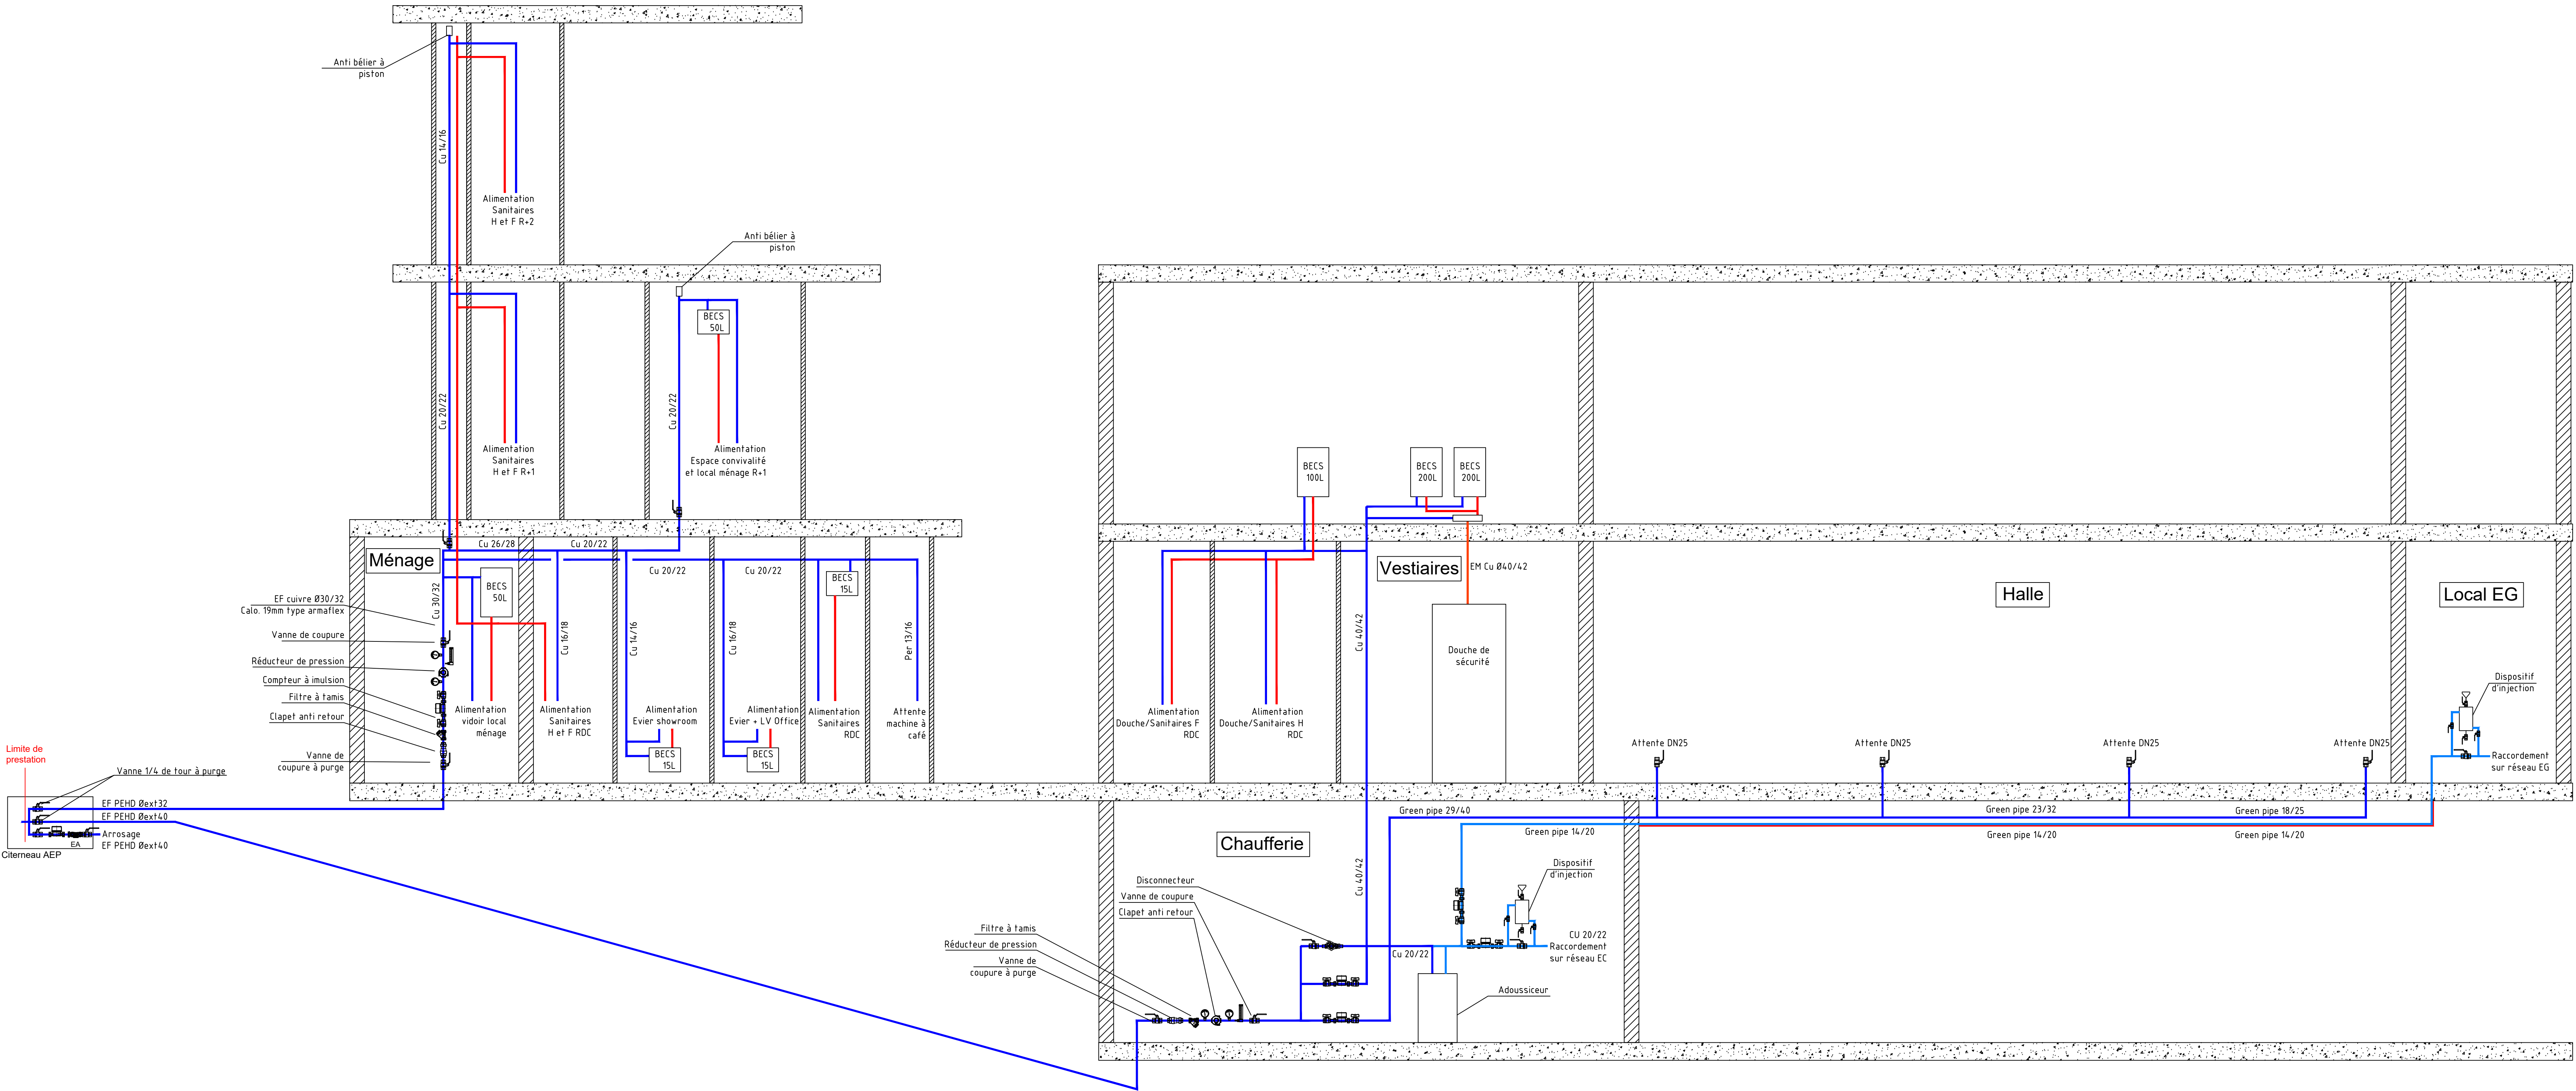 Anti bélier à
piston
Cu 14/16
Alimentation
Sanitaires
H et F R+2
Anti bélier à
piston
BECS
50L
Cu 20/22
Cu 20/22
Alimentation
Sanitaires
H et F R+1
Alimentation
Espace convivalité
et local ménage R+1
BECS
100L
BECS
200L
BECS
200L
Ménage
Cu 26/28
Cu 20/22
Cu 20/22
Cu 20/22
BECS
50L
BECS
15L
Cu 30/32
EF cuivre Ø30/32
Calo. 19mm type armaflex
Vanne de coupure
Réducteur de pression
Compteur à imulsion
Filtre à tamis
Clapet anti retour
Vanne de
coupure à purge
Cu 16/18
Cu 14/16
Cu 16/18
Per 13/16
Alimentation
vidoir local
ménage
Alimentation
Sanitaires
H et F RDC
Alimentation
Evier showroom
BECS
15L
Alimentation
Evier + LV Office
BECS
15L
Alimentation
Sanitaires
RDC
Attente
machine à
café
Vestiaires
EM Cu Ø40/42
Cu 40/42
Douche de
sécurité
Alimentation
Douche/Sanitaires F
RDC
Alimentation
Douche/Sanitaires H
RDC
Halle
Local EG
Dispositif
d'injection
Attente DN25
Attente DN25
Attente DN25
Attente DN25
Raccordement
sur réseau EG
Limite de
prestation
Vanne 1/4 de tour à purge
EF PEHD Øext32
EF PEHD Øext40
Arrosage
EF PEHD Øext40
EA
Citerneau AEP
Green pipe 29/40
Green pipe 23/32
Green pipe 18/25
Green pipe 14/20
Green pipe 14/20
Green pipe 14/20
Chaufferie
Cu 40/42
Dispositif
d'injection
Disconnecteur
Vanne de coupure
Clapet anti retour
Filtre à tamis
Réducteur de pression
Vanne de
coupure à purge
Cu 20/22
CU 20/22
Raccordement
sur réseau EC
Adoussiceur